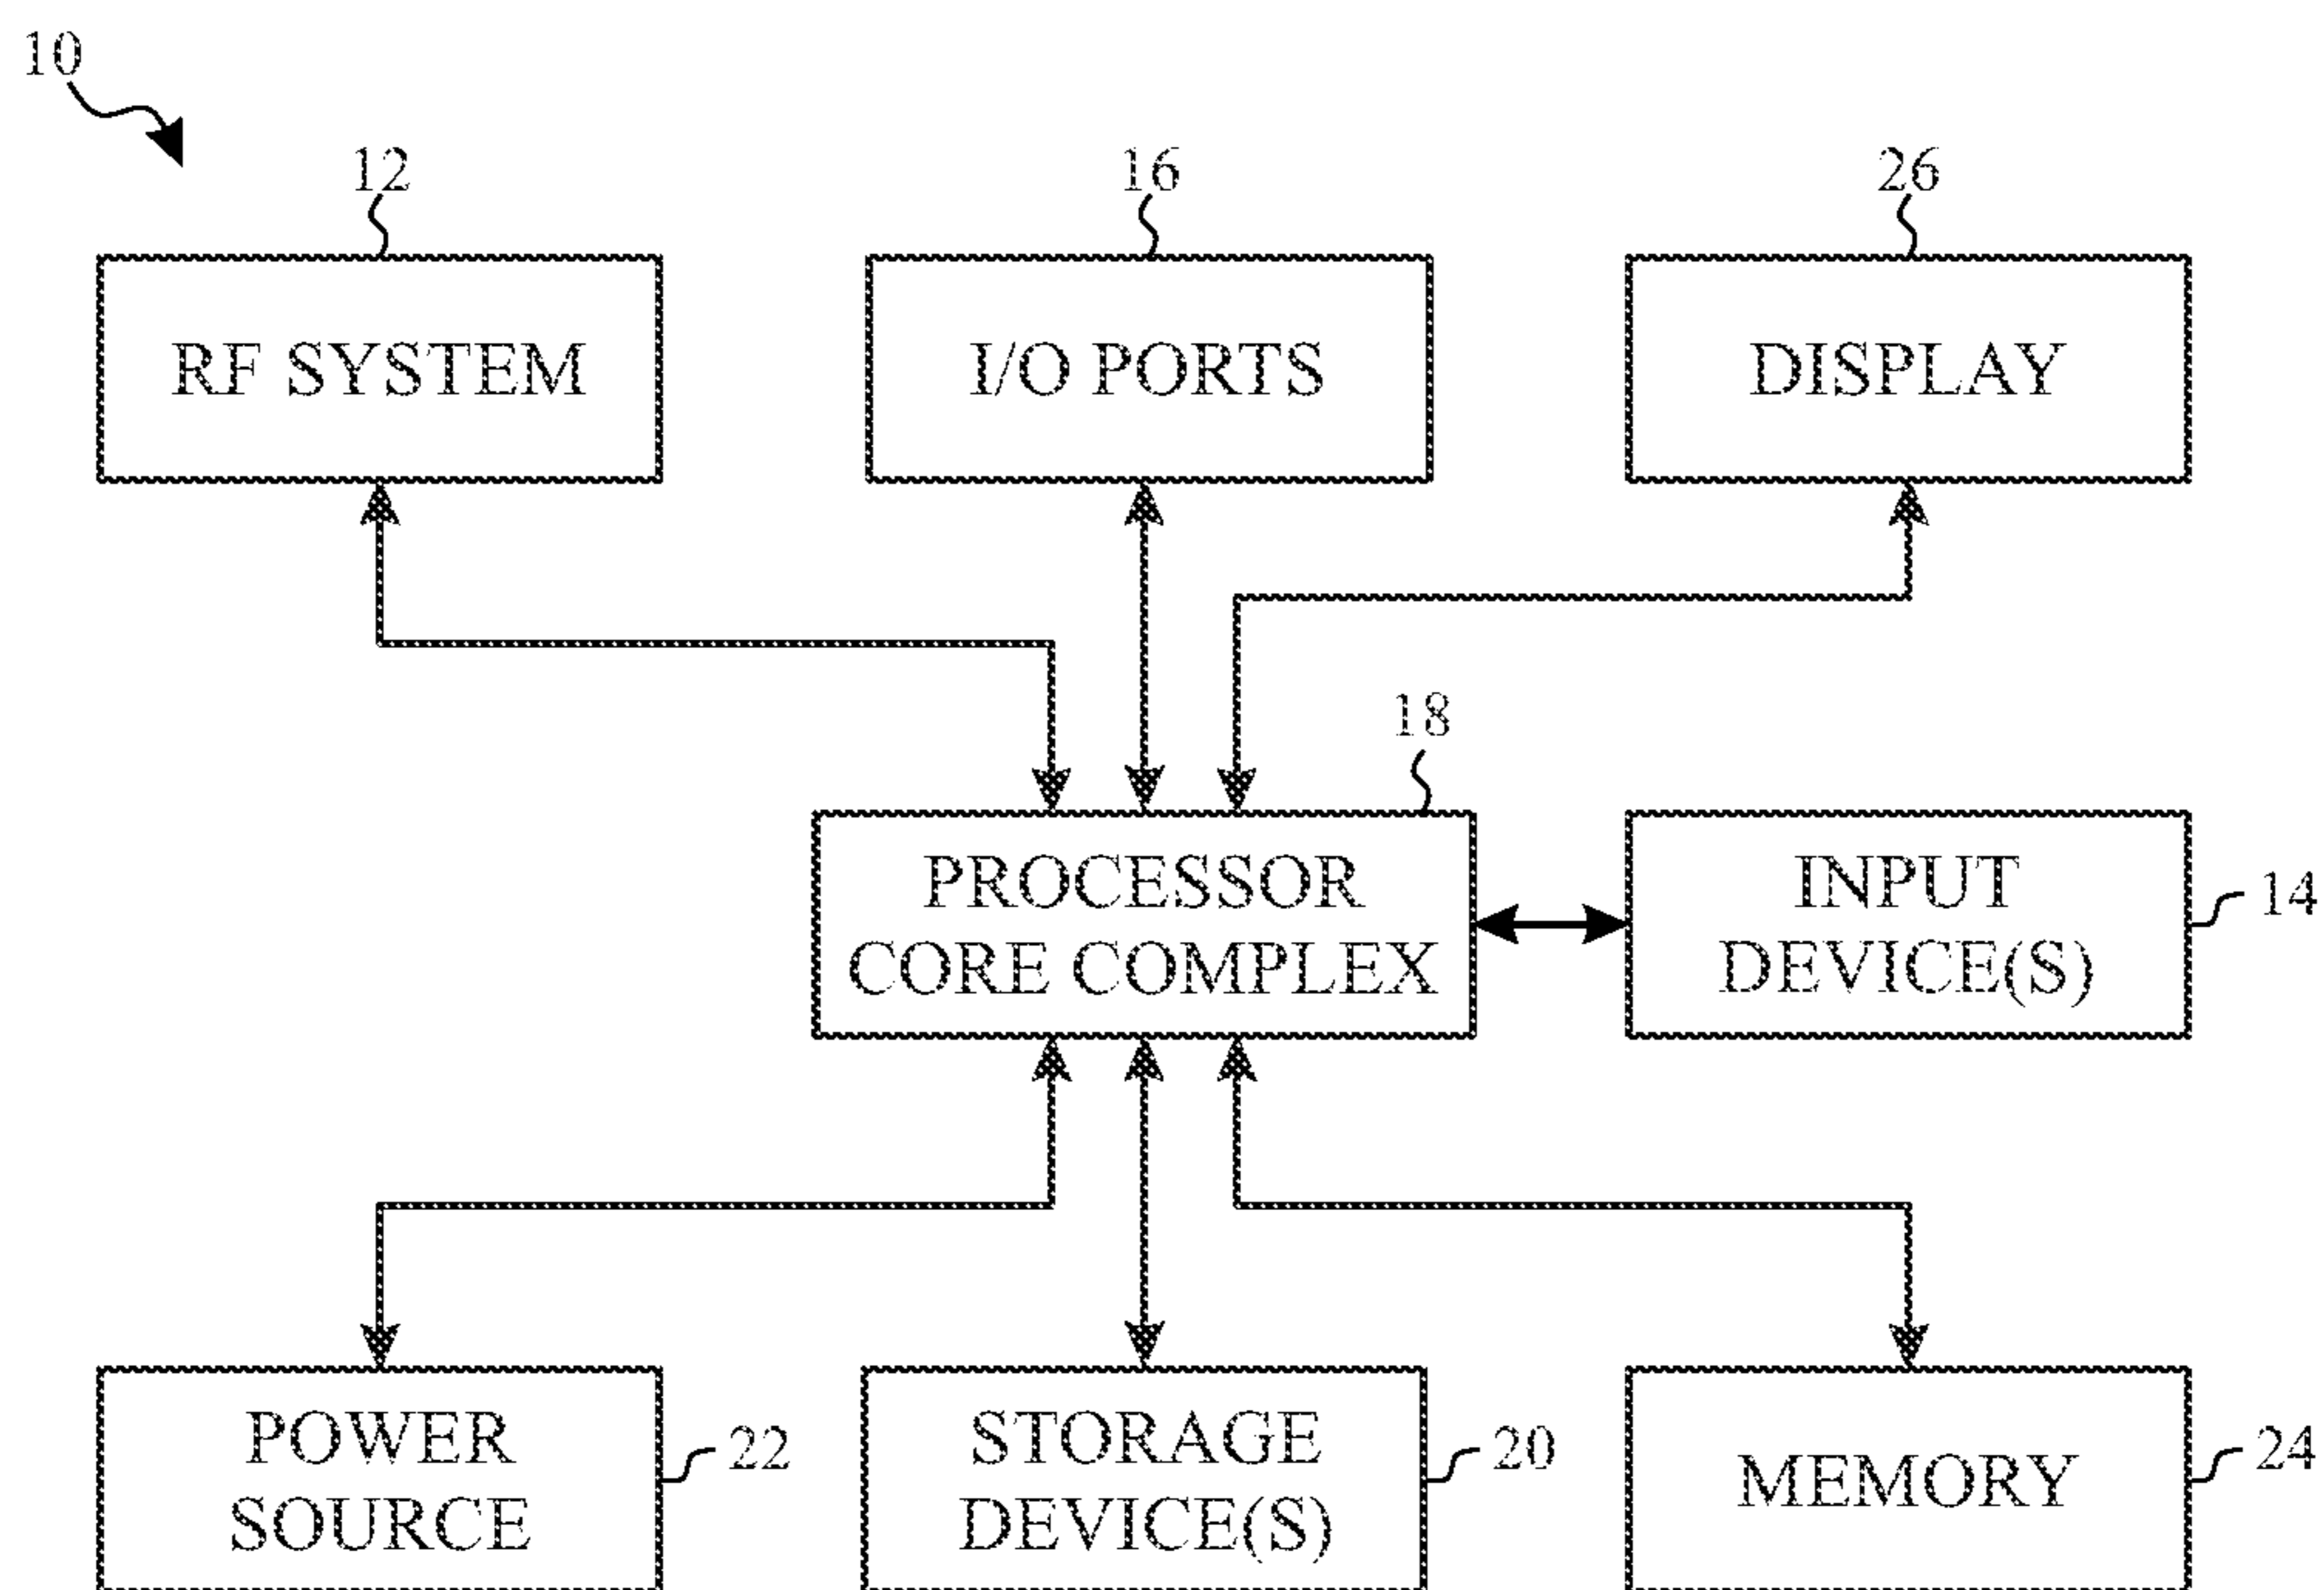 10
12
16
26
RF SYSTEM
I/O PORTS
DISPLAY
18
PROCESSOR
CORE COMPLEX
INPUT
DEVICE(S)
14
POWER
SOURCE
22
STORAGE
DEVICE(S)
20
MEMORY
24